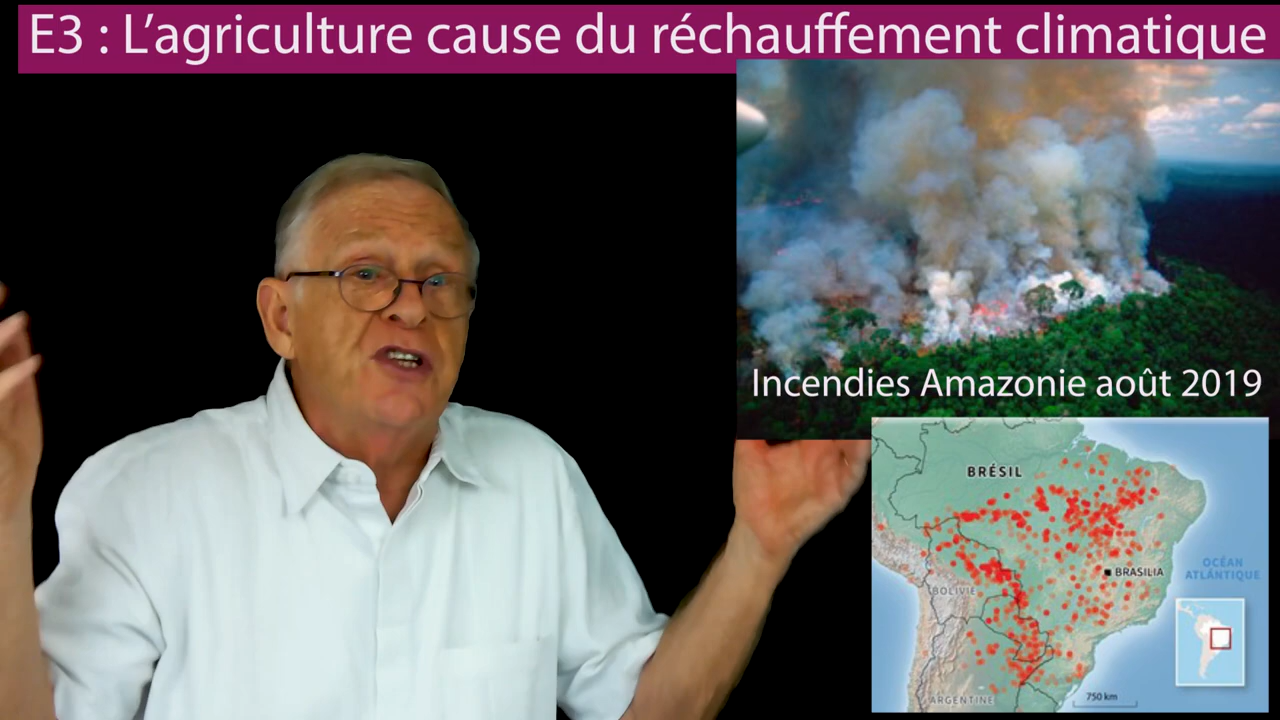 E3 : L’agriculture cause du réchauffement climatique
Incendies Amazonie août 2019
BRÉSIL
BRASILIA
OCÉAN
ATLANTIQUE
BOLIVIE
ARGENTINE
750 km